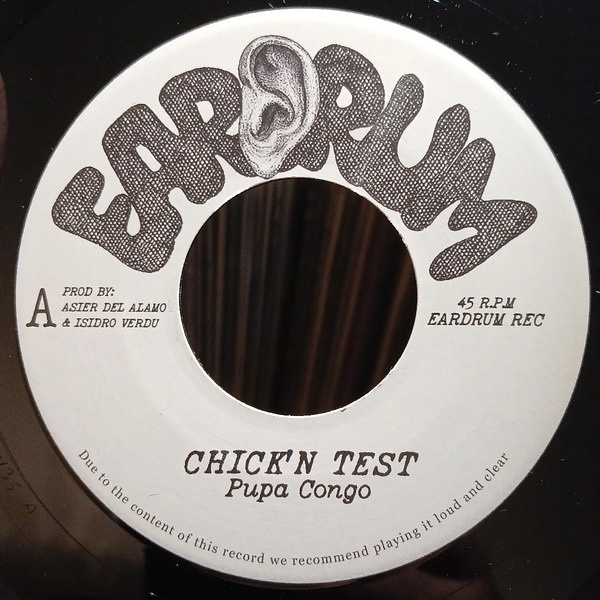 EARDRUM
A
PROD BY:
ASIER DEL ALAMO
& ISIDRO VERDU
45 R.P.M
EARDRUM REC
CHICK'N TEST
Pupa Congo
Due to the content of this record we recommend playing it loud and clear